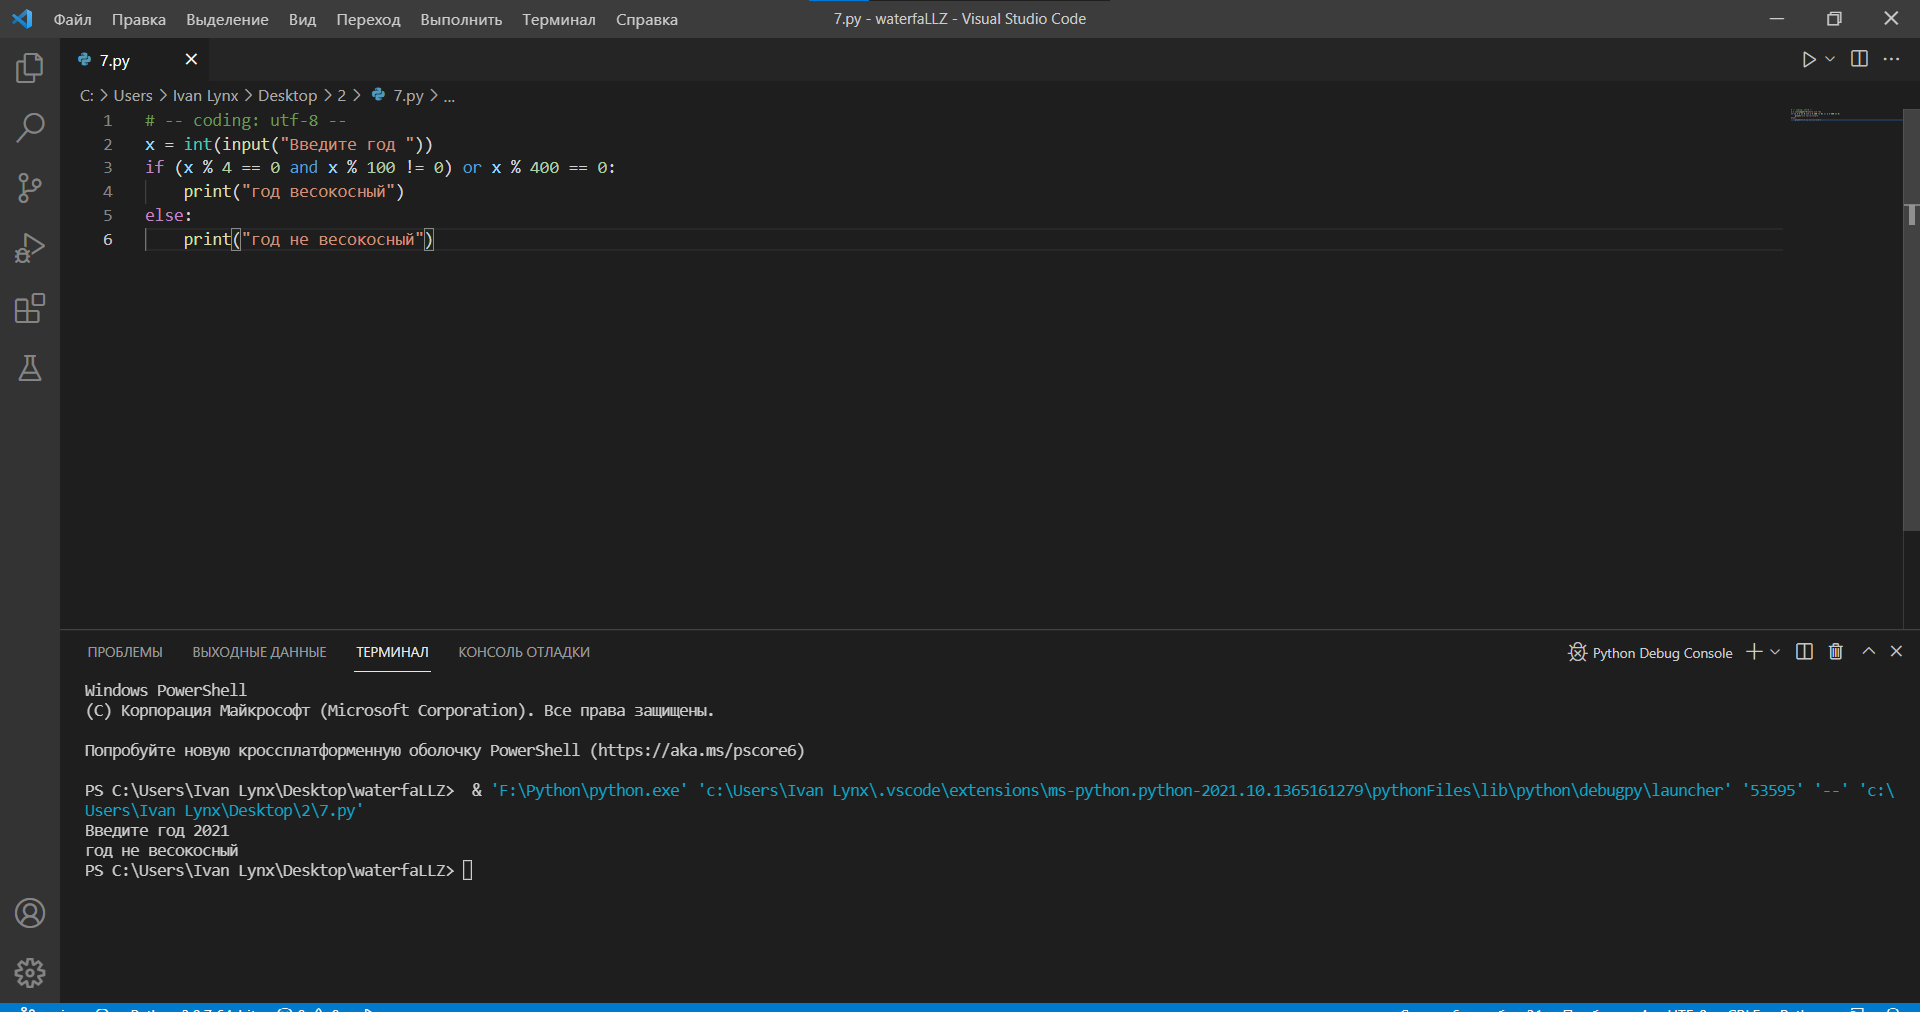 Файл Правка Выделение Вид Переход Выполнить Терминал Справка 7.py - waterfaLLZ - Visual Studio Code
7.py
C: > Users > Ivan Lynx > Desktop > 2 > 7.py > ...
1 # -- coding: utf-8 --
2 x = int(input("Введите год "))
3 if (x % 4 == 0 and x % 100 != 0) or x % 400 == 0:
4 print("год весокосный")
5 else:
6 print("год не весокосный")
ПРОБЛЕМЫ ВЫХОДНЫЕ ДАННЫЕ ТЕРМИНАЛ КОНСОЛЬ ОТЛАДКИ Python Debug Console
Windows PowerShell
(C) Корпорация Майкрософт (Microsoft Corporation). Все права защищены.
Попробуйте новую кроссплатформенную оболочку PowerShell (https://aka.ms/pscore6)
PS C:\Users\Ivan Lynx\Desktop\waterfaLLZ> & 'F:\Python\python.exe' 'c:\Users\Ivan Lynx\.vscode\extensions\ms-python.python-2021.10.1365161279\pythonFiles\lib\python\debugpy\launcher' '53595' '--' 'c:\
Users\Ivan Lynx\Desktop\2\7.py'
Введите год 2021
год не весокосный
PS C:\Users\Ivan Lynx\Desktop\waterfaLLZ>